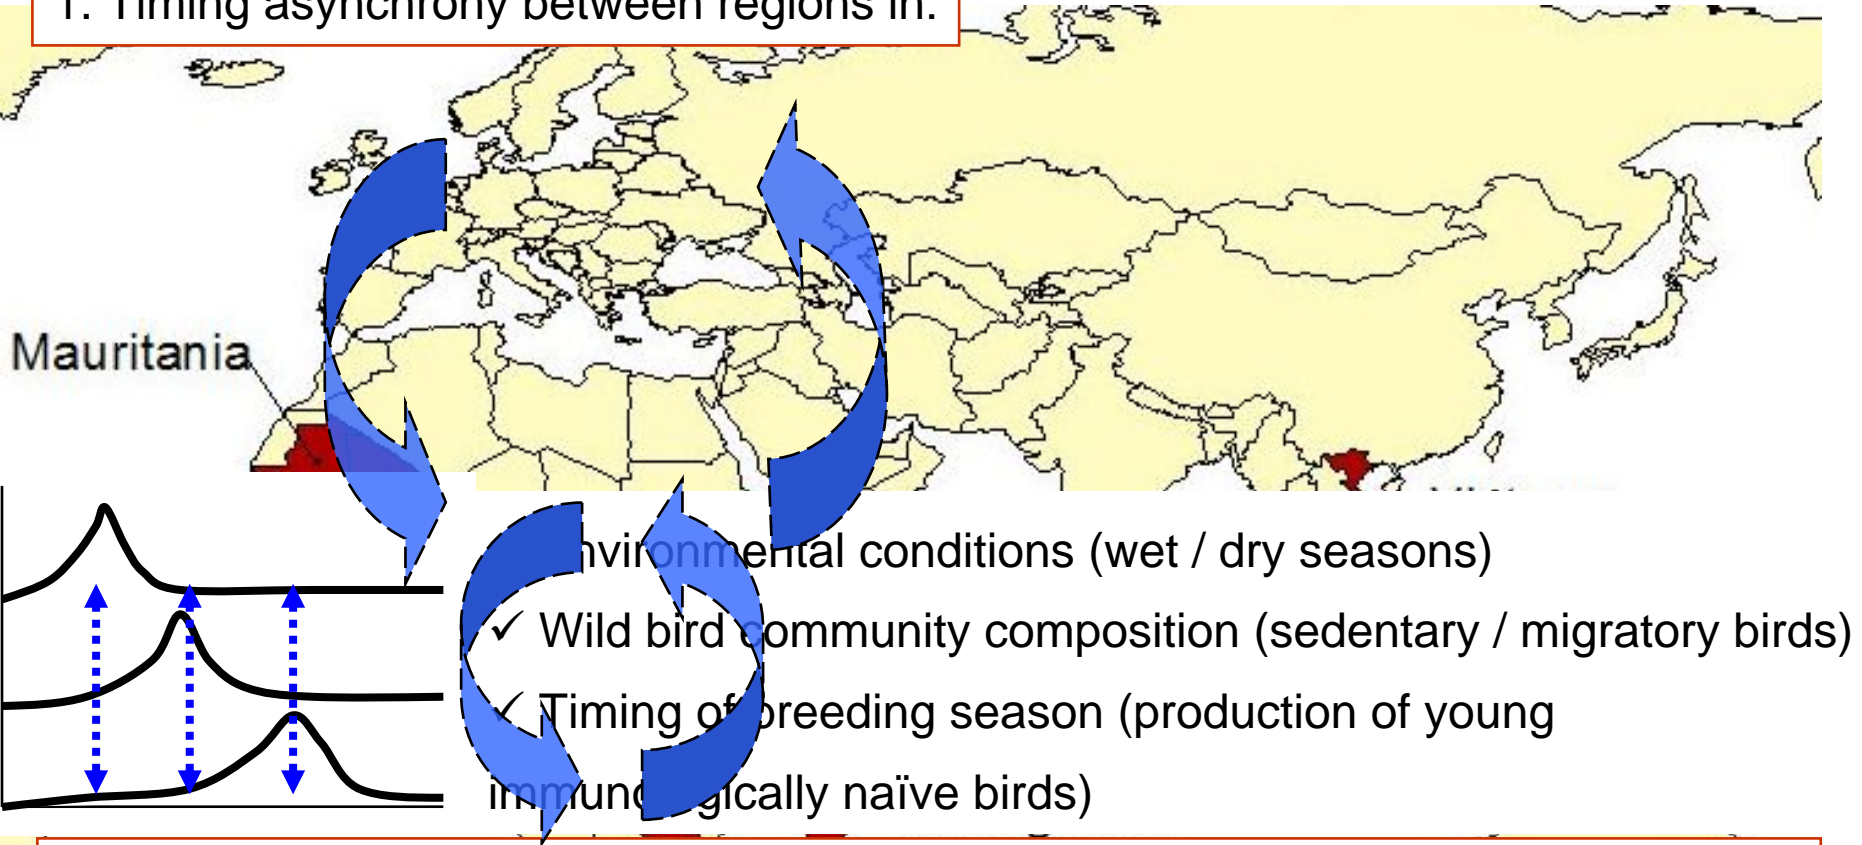 1. Timing asynchrony between regions in:
Mauritania
nvironmental conditions (wet / dry seasons)
✓ Wild bird community composition (sedentary / migratory birds)
✓ Timing of breeding season (production of young
immunologically naïve birds)